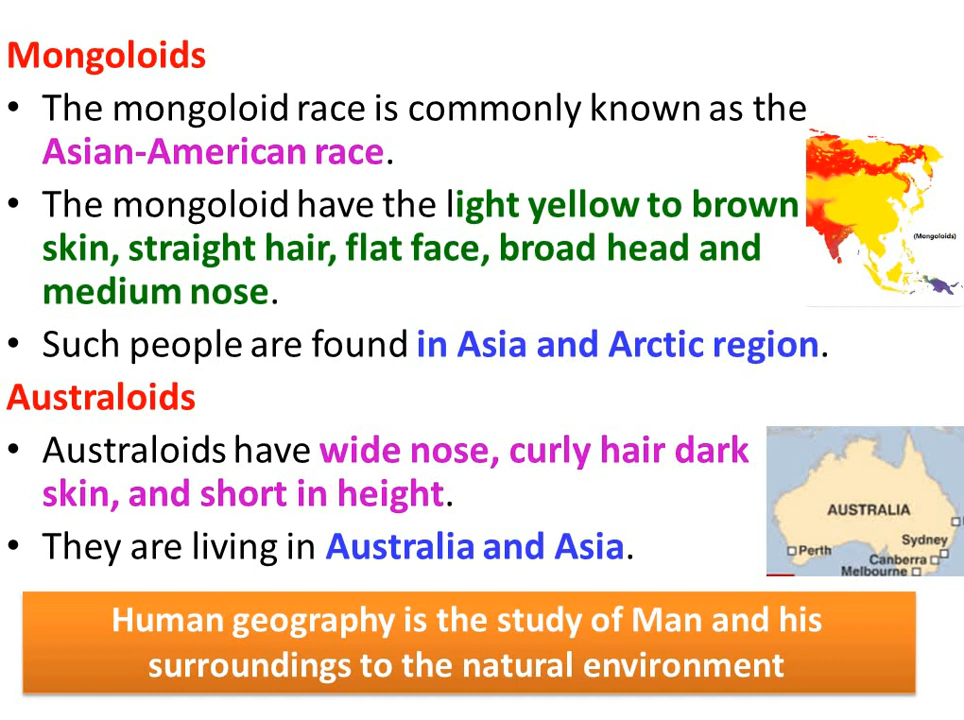 Mongoloids
• The mongoloid race is commonly known as the
Asian-American race.
• The mongoloid have the light yellow to brown
skin, straight hair, flat face, broad head and
medium nose.
(Mongoloids)
• Such people are found in Asia and Arctic region.
Australoids
• Australoids have wide nose, curly hair dark
skin, and short in height.
• They are living in Australia and Asia.
AUSTRALIA
Sydney
Perth
Canberra
Melbourne
Human geography is the study of Man and his
surroundings to the natural environment